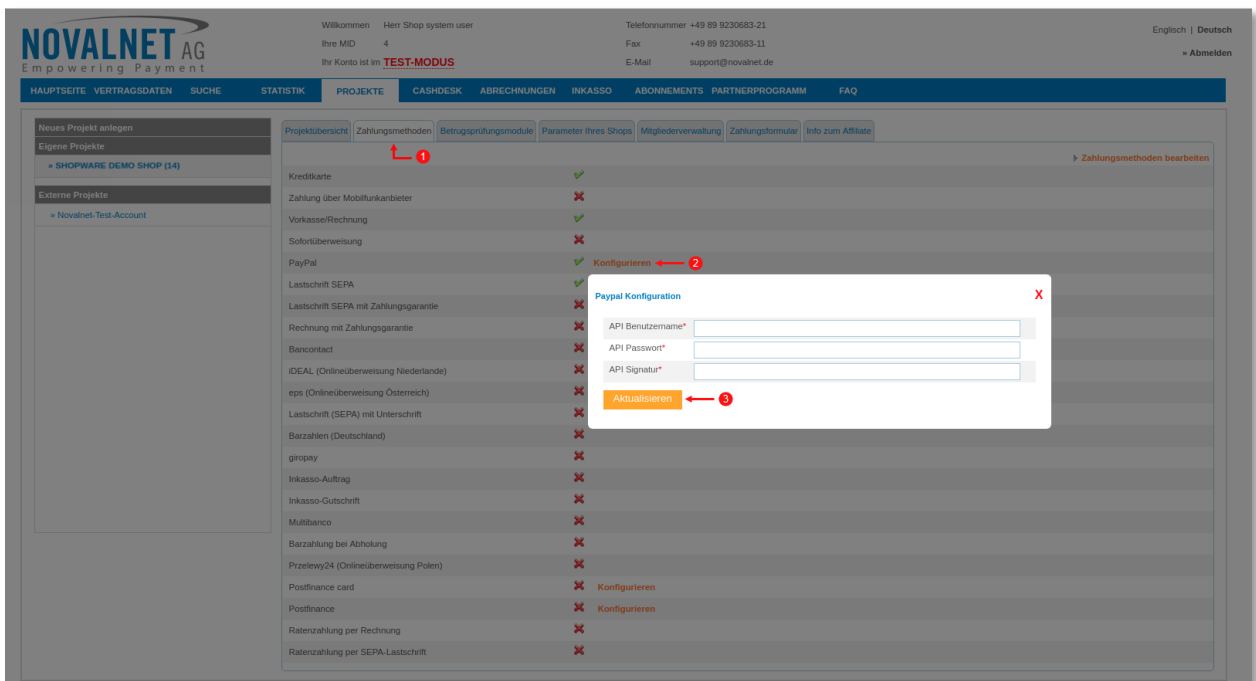 NOVALNET AG
Empowering Payment
Willkommen Herr Shop system user
Ihre MID 4
Ihr Konto ist im TEST-MODUS
Telefonnummer +49 89 9230683-21
Fax +49 89 9230683-11
E-Mail support@novalnet.de
Englisch | Deutsch
» Abmelden
HAUPTSEITE VERTRAGSDATEN SUCHE STATISTIK PROJEKTE CASHDESK ABRECHNUNGEN INKASSO ABONNEMENTS PARTNERPROGRAMM FAQ
Neues Projekt anlegen
Eigene Projekte
» SHOPWARE DEMO SHOP (14)
Externe Projekte
» Novalnet-Test-Account
Projektübersicht Zahlungsmethoden Betrugsprüfungsmodule Parameter Ihres Shops Mitgliederverwaltung Zahlungsformular Info zum Affiliate
1
Zahlungsmethoden bearbeiten
Kreditkarte
Zahlung über Mobilfunkanbieter
Vorkasse/Rechnung
Sofortüberweisung
PayPal Konfigurieren 2
Lastschrift SEPA
Lastschrift SEPA mit Zahlungsgarantie
Rechnung mit Zahlungsgarantie
Bancontact
iDEAL (Onlineüberweisung Niederlande)
eps (Onlineüberweisung Österreich)
Lastschrift (SEPA) mit Unterschrift
Barzahlen (Deutschland)
giropay
Inkasso-Auftrag
Inkasso-Gutschrift
Multibanco
Barzahlung bei Abholung
Przelewy24 (Onlineüberweisung Polen)
Postfinance card Konfigurieren
Postfinance Konfigurieren
Ratenzahlung per Rechnung
Ratenzahlung per SEPA-Lastschrift
Paypal Konfiguration X
API Benutzername*
API Passwort*
API Signatur*
Aktualisieren 3